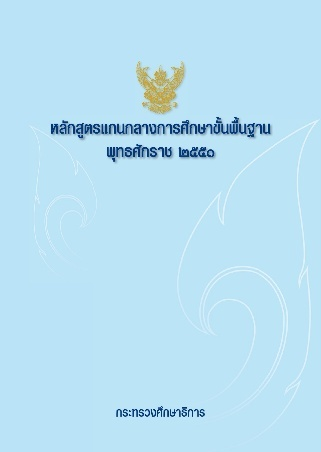 หลักสูตรแกนกลางการศึกษาขั้นพื้นฐาน
พุทธศักราช ๒๕๕๑
กระทรวงศึกษาธิการ